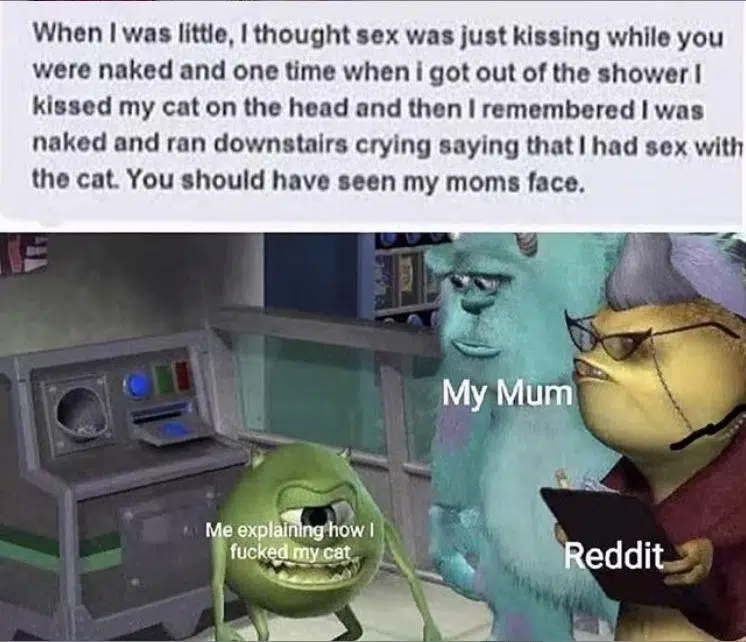 When I was little, I thought sex was just kissing while you
were naked and one time when i got out of the shower I
kissed my cat on the head and then I remembered I was
naked and ran downstairs crying saying that I had sex with
the cat. You should have seen my moms face.
My Mum
Me explaining how I
fucked my cat
Reddit